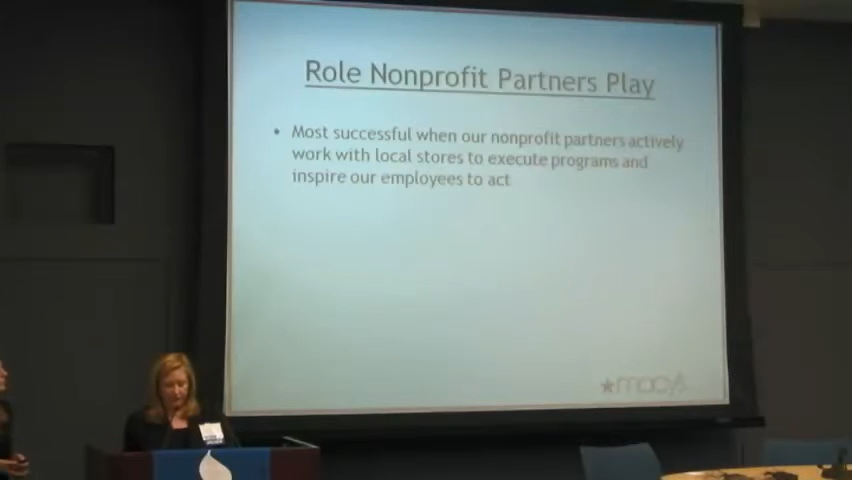 Role Nonprofit Partners Play
• Most successful when our nonprofit partners actively
work with local stores to execute programs and
inspire our employees to act
★macy's